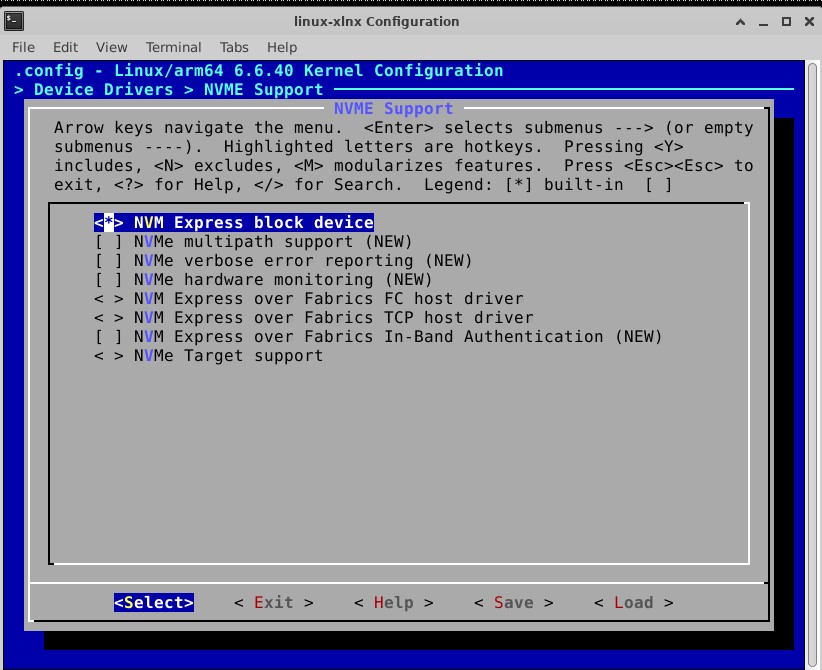 linux-xlnx Configuration
File Edit View Terminal Tabs Help
.config - Linux/arm64 6.6.40 Kernel Configuration
> Device Drivers > NVME Support
NVME Support
Arrow keys navigate the menu.  <Enter> selects submenus ---> (or empty
submenus ----).  Highlighted letters are hotkeys.  Pressing <Y>
includes, <N> excludes, <M> modularizes features.  Press <Esc><Esc> to
exit, <?> for Help, </> for Search.  Legend: [*] built-in  [ ]
<*> NVM Express block device
[ ] NVMe multipath support (NEW)
[ ] NVMe verbose error reporting (NEW)
[ ] NVMe hardware monitoring (NEW)
< > NVM Express over Fabrics FC host driver
< > NVM Express over Fabrics TCP host driver
[ ] NVM Express over Fabrics In-Band Authentication (NEW)
< > NVMe Target support
<Select> < Exit > < Help > < Save > < Load >